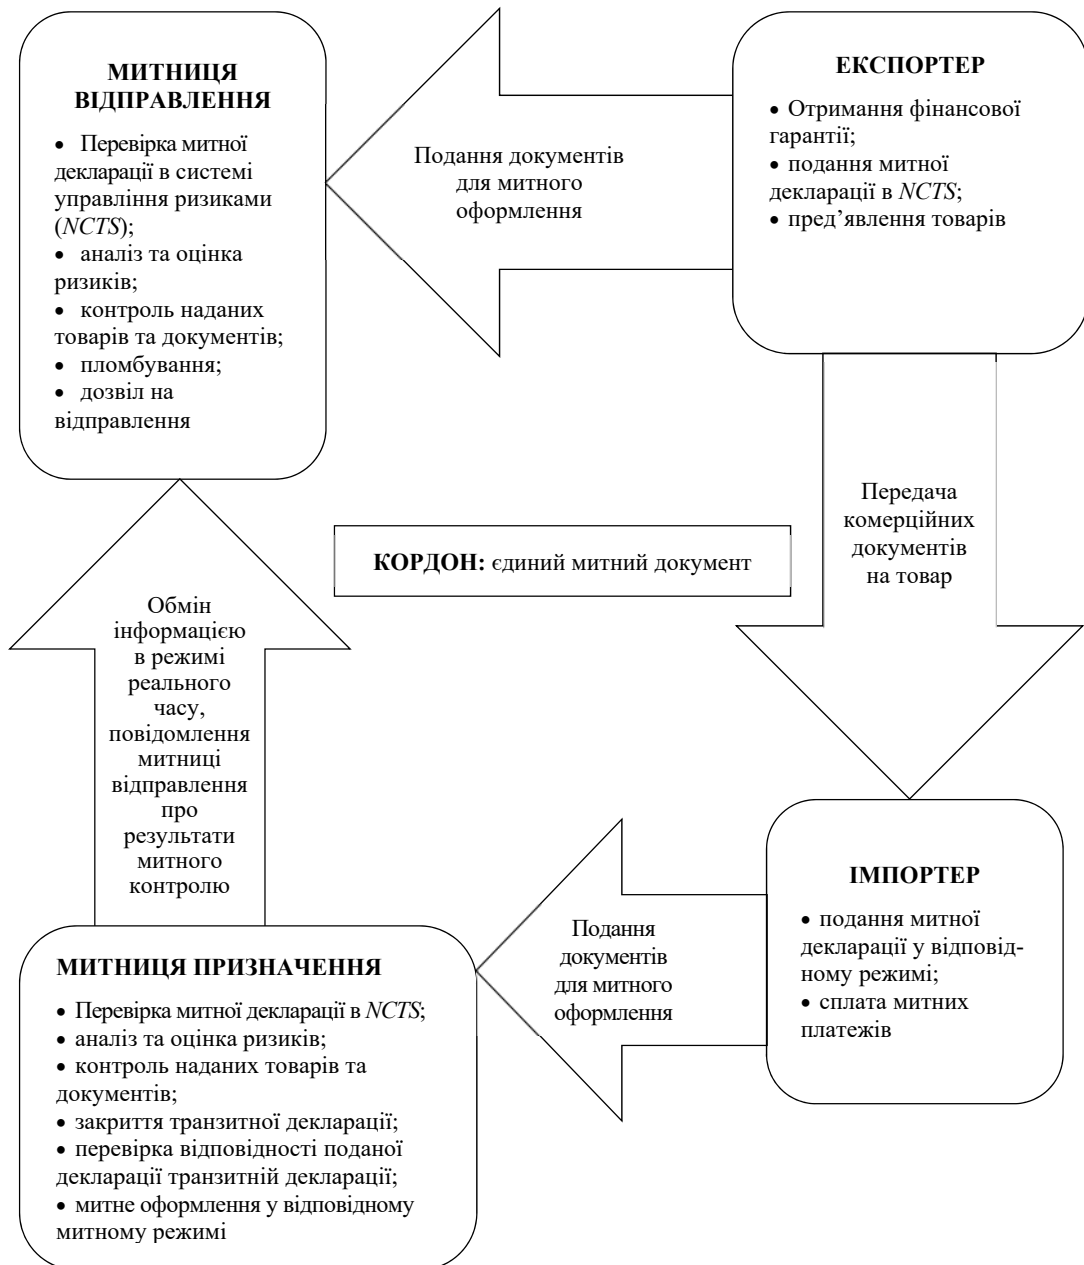 МИТНИЦЯ
ВІДПРАВЛЕННЯ
• Перевірка митної
декларації в системі
управління ризиками
(NCTS);
• аналіз та оцінка
ризиків;
• контроль наданих
товарів та документів;
• пломбування;
• дозвіл на
відправлення
Подання документів
для митного
оформлення
ЕКСПОРТЕР
• Отримання фінансової
гарантії;
• подання митної
декларації в NCTS;
• пред’явлення товарів
Передача
комерційних
документів
на товар
КОРДОН: єдиний митний документ
Обмін
інформацією
в режимі
реального
часу,
повідомлення
митниці
відправлення
про
результати
митного
контролю
ІМПОРТЕР
• подання митної
декларації у відповід-
ному режимі;
• сплата митних
платежів
Подання
документів
для митного
оформлення
МИТНИЦЯ ПРИЗНАЧЕННЯ
• Перевірка митної декларації в NCTS;
• аналіз та оцінка ризиків;
• контроль наданих товарів та
документів;
• закриття транзитної декларації;
• перевірка відповідності поданої
декларації транзитній декларації;
• митне оформлення у відповідному
митному режимі